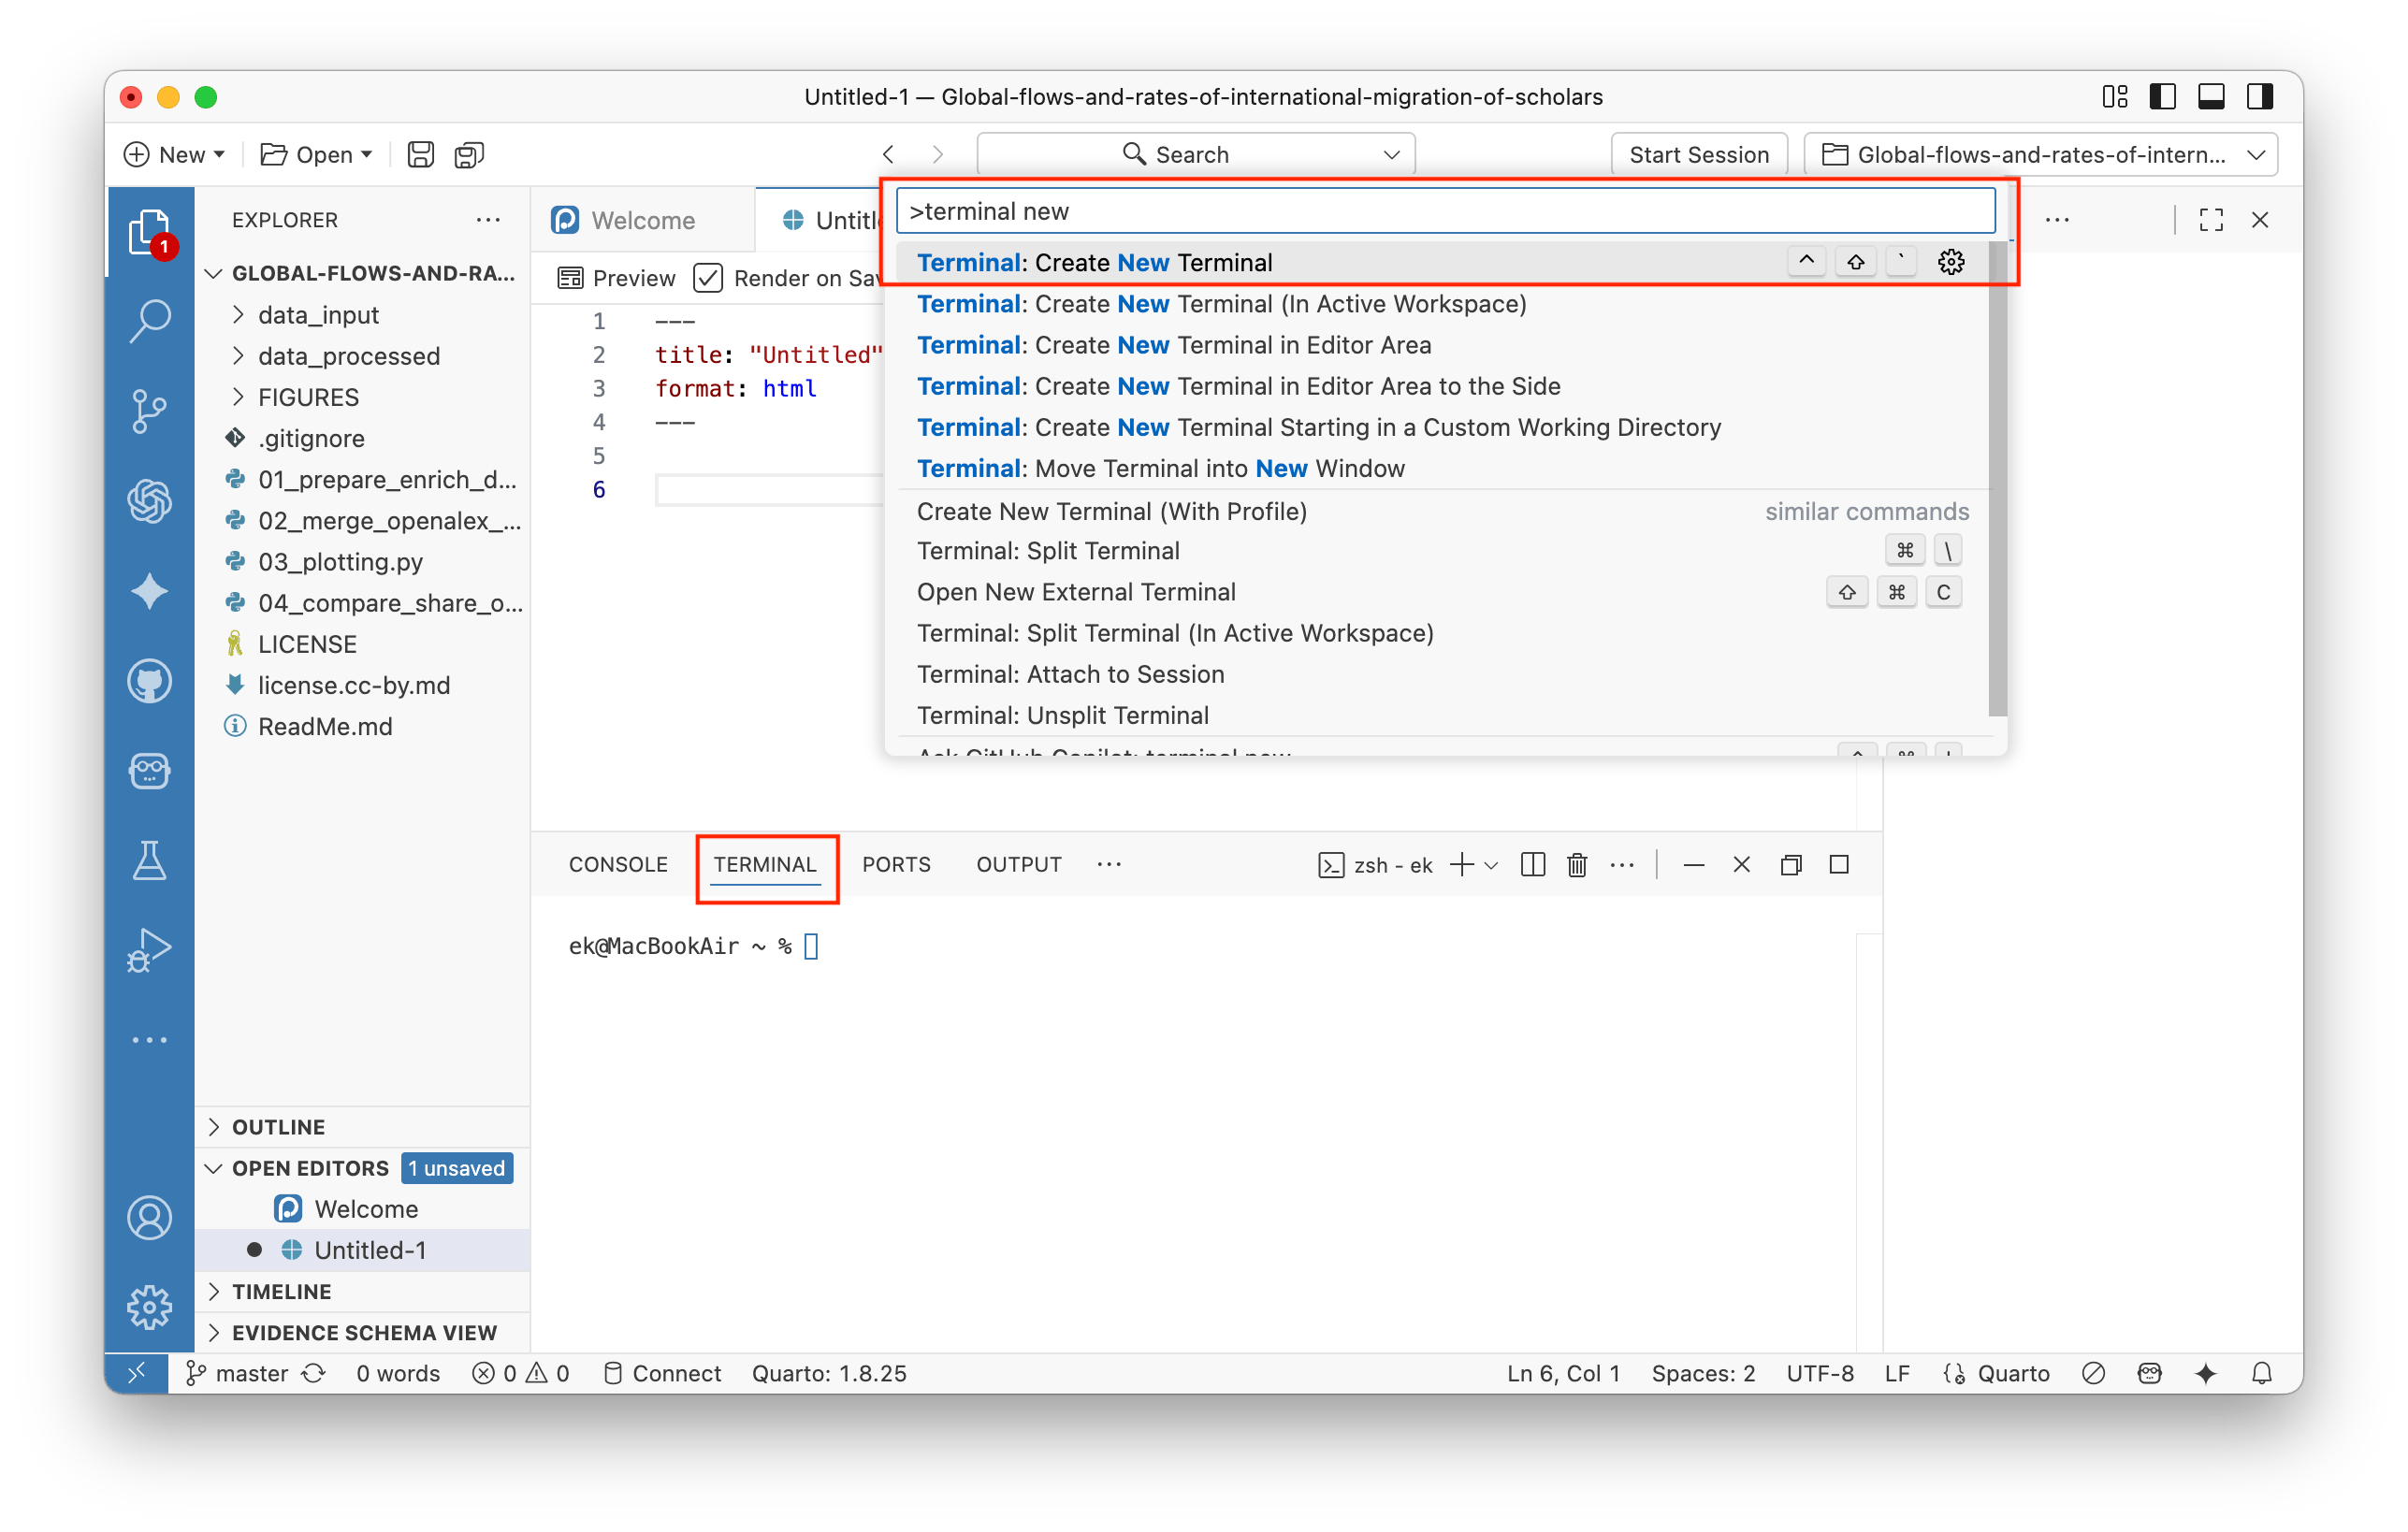 Untitled-1 — Global-flows-and-rates-of-international-migration-of-scholars
New
Open
Search
Start Session
Global-flows-and-rates-of-intern...
1
EXPLORER
GLOBAL-FLOWS-AND-RA...
data_input
data_processed
FIGURES
.gitignore
01_prepare_enrich_d...
02_merge_openalex_...
03_plotting.py
04_compare_share_o...
LICENSE
license.cc-by.md
ReadMe.md
OUTLINE
OPEN EDITORS 1 unsaved
Welcome
Untitled-1
TIMELINE
EVIDENCE SCHEMA VIEW
Welcome
Untitl
Preview Render on Sav
1 ---
2 title: "Untitled"
3 format: html
4 ---
5
6
>terminal new
Terminal: Create New Terminal ^ ⇧ `
Terminal: Create New Terminal (In Active Workspace)
Terminal: Create New Terminal in Editor Area
Terminal: Create New Terminal in Editor Area to the Side
Terminal: Create New Terminal Starting in a Custom Working Directory
Terminal: Move Terminal into New Window
Create New Terminal (With Profile) similar commands
Terminal: Split Terminal ⌘ \
Open New External Terminal ⇧ ⌘ C
Terminal: Split Terminal (In Active Workspace)
Terminal: Attach to Session
Terminal: Unsplit Terminal
Ask GitHub Copilot: terminal new
CONSOLE TERMINAL PORTS OUTPUT
zsh - ek
ek@MacBookAir ~ %
master 0 words 0 0 Connect Quarto: 1.8.25
Ln 6, Col 1 Spaces: 2 UTF-8 LF Quarto